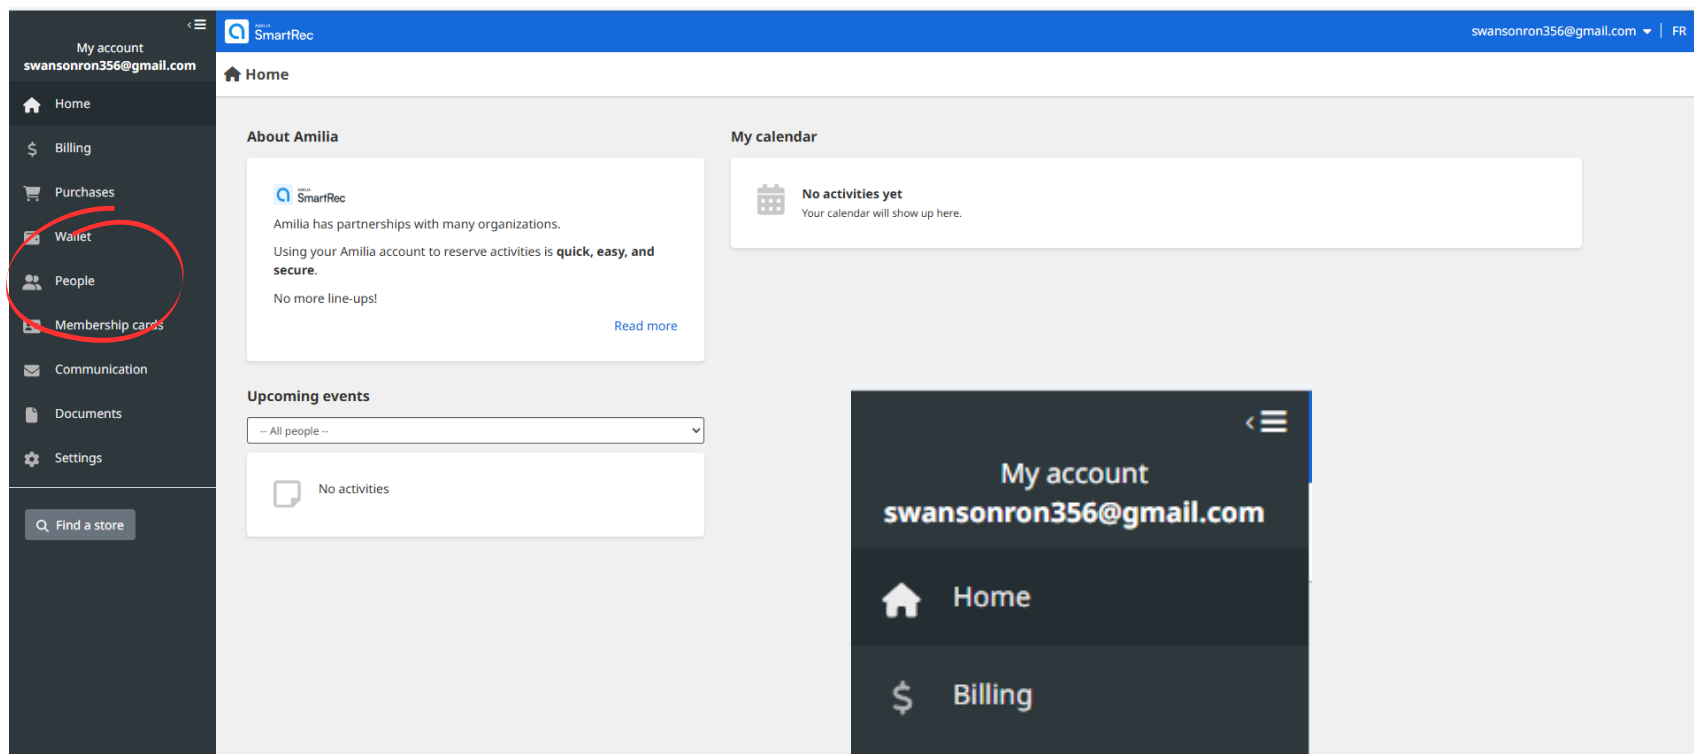 My account
swansonron356@gmail.com
Home
Billing
Purchases
Wallet
People
Membership cards
Communication
Documents
Settings
Find a store
AMILIA
SmartRec
swansonron356@gmail.com
FR
Home
About Amilia
AMILIA
SmartRec
Amilia has partnerships with many organizations.
Using your Amilia account to reserve activities is quick, easy, and
secure.
No more line-ups!
Read more
My calendar
No activities yet
Your calendar will show up here.
Upcoming events
-- All people --
No activities
My account
swansonron356@gmail.com
Home
$ Billing